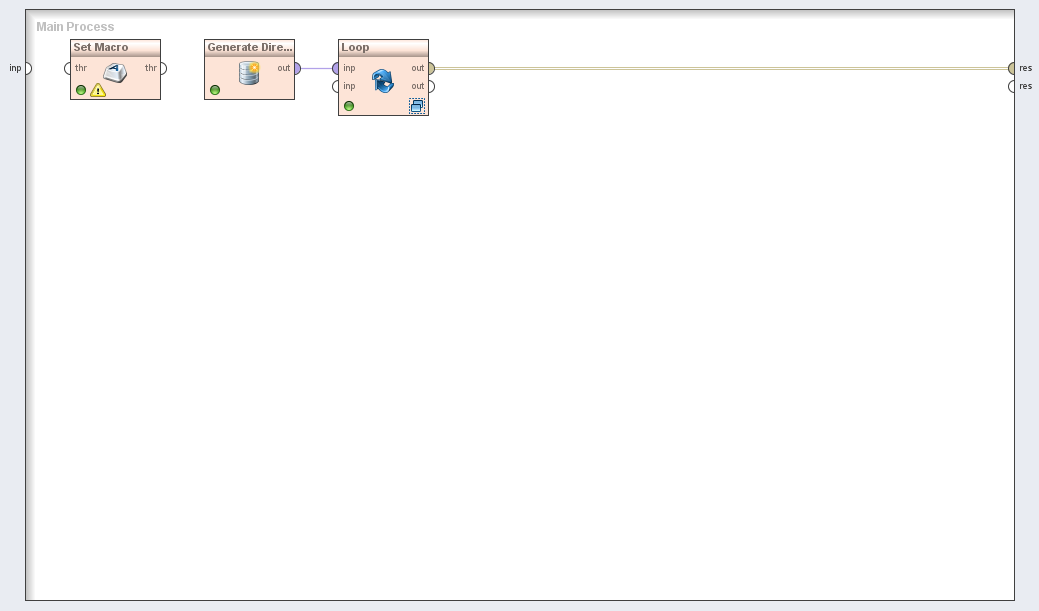 Main Process
Set Macro
Generate Dire...
Loop
inp
thr
thr
out
inp
out
res
inp
out
res